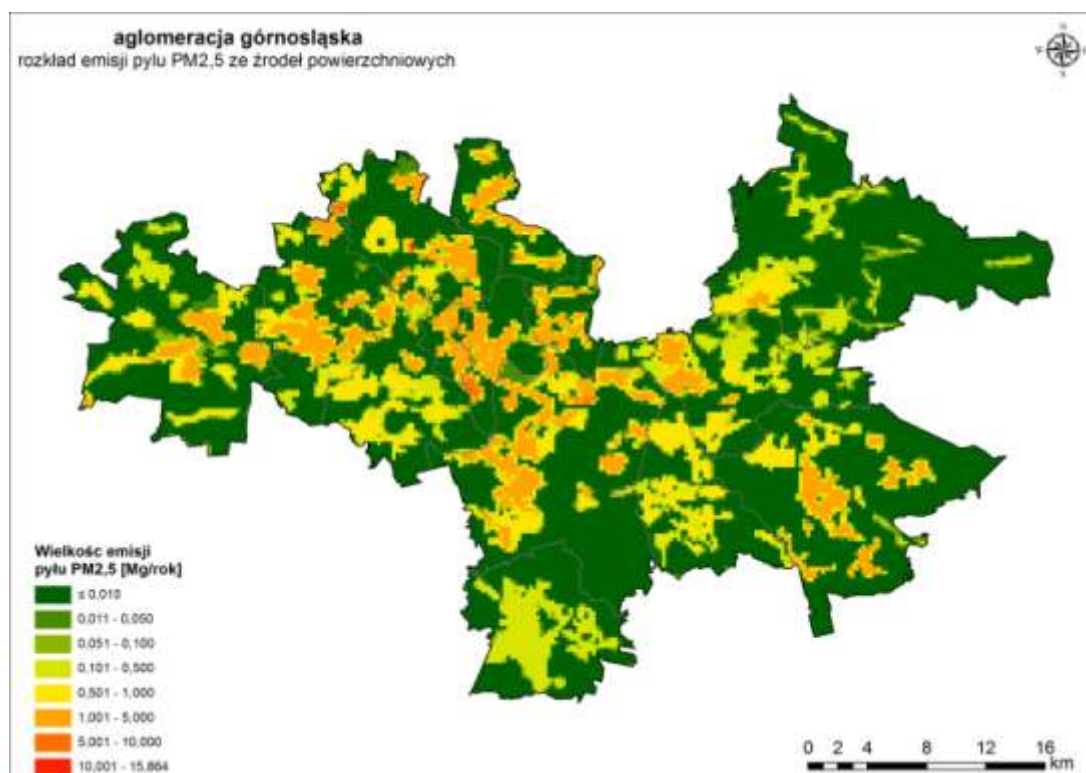 aglomeracja górnośląska
rozkład emisji pyłu PM2,5 ze źrodeł powierzchniowych
Wielkośc emisji
pyłu PM2,5 [Mg/rok]
≤ 0,010
0,011 - 0,050
0,051 - 0,100
0,101 - 0,500
0,501 - 1,000
1,001 - 5,000
5,001 - 10,000
10,001 - 15,864
0 2 4 8 12 16
km